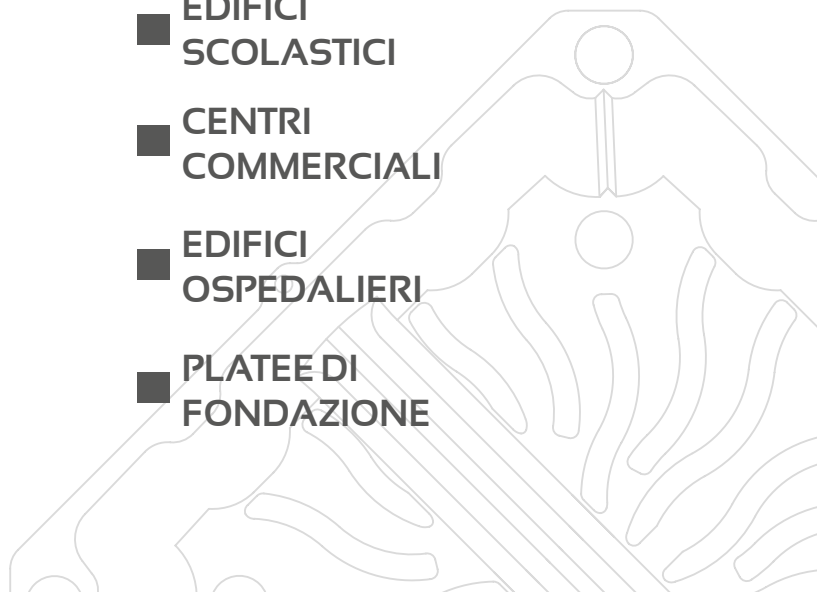 EDIFICI
SCOLASTICI
CENTRI
COMMERCIALI
EDIFICI
OSPEDALIERI
PLATEE DI
FONDAZIONE